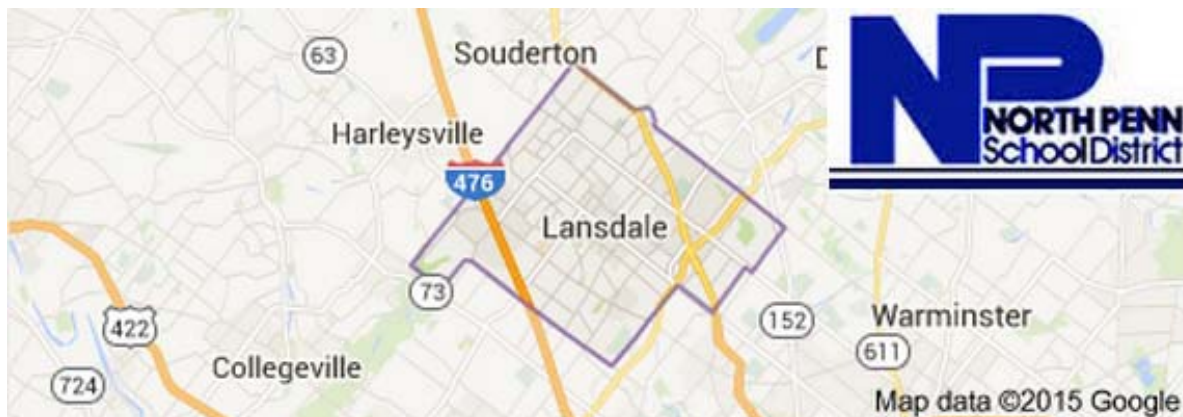 63
Souderton
D
NP
NORTH PENN
School District
Harleysville
476
Lansdale
73
422
152
Warminster
611
Collegeville
724
Map data ©2015 Google